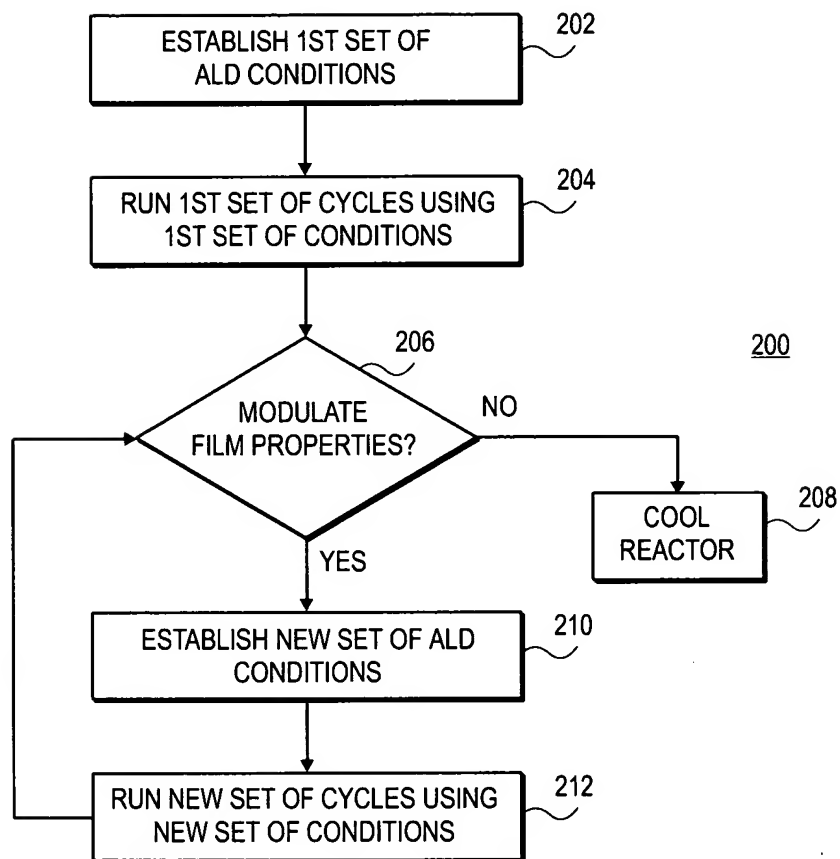 ESTABLISH 1ST SET OF
ALD CONDITIONS
202
RUN 1ST SET OF CYCLES USING
1ST SET OF CONDITIONS
204
206
200
MODULATE
FILM PROPERTIES?
NO
208
COOL
REACTOR
YES
ESTABLISH NEW SET OF ALD
CONDITIONS
210
RUN NEW SET OF CYCLES USING
NEW SET OF CONDITIONS
212